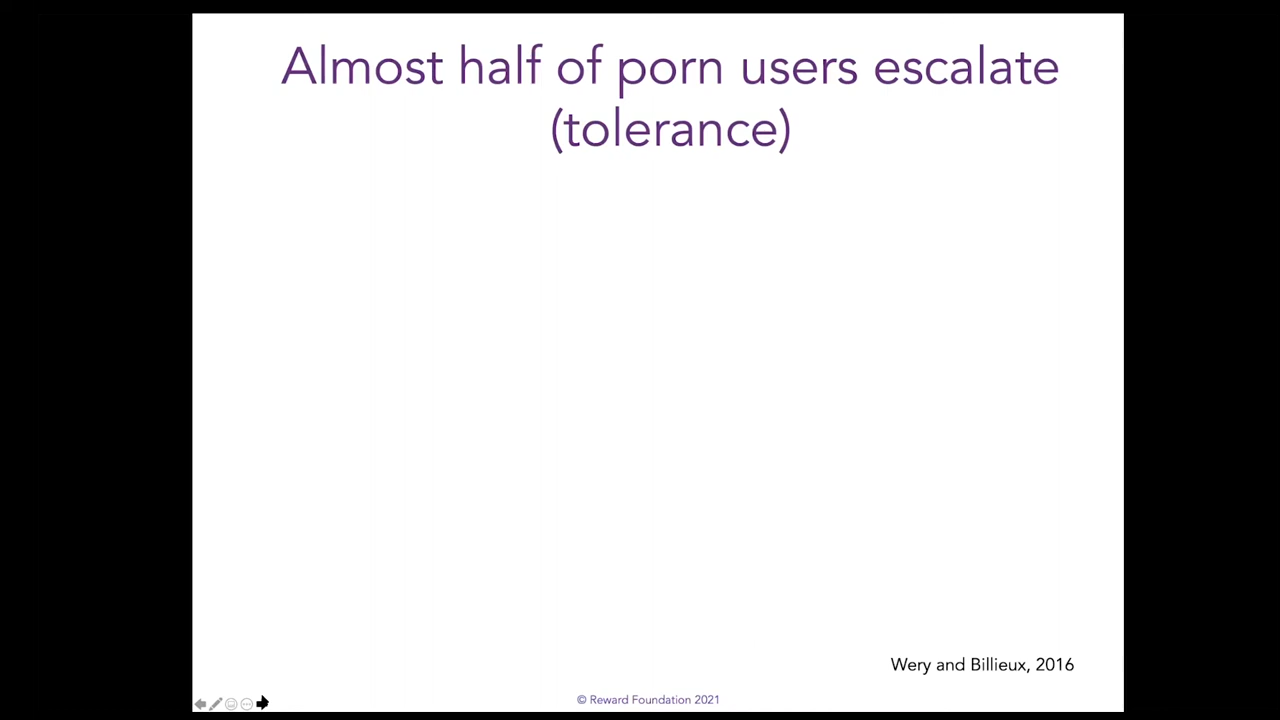 Almost half of porn users escalate
(tolerance)
Wery and Billieux, 2016
© Reward Foundation 2021